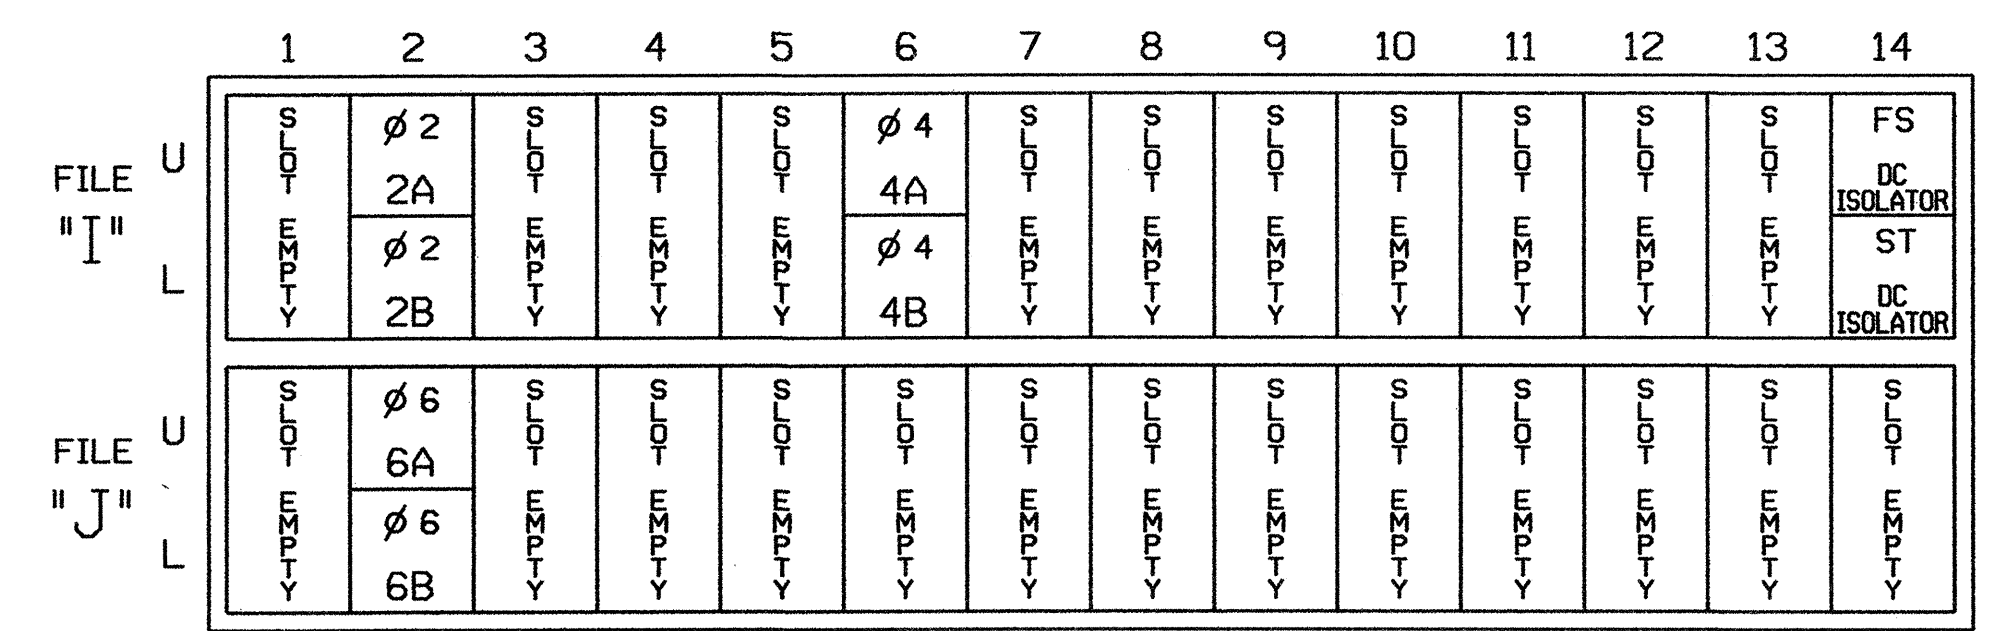 1 2 3 4 5 6 7 8 9 10 11 12 13 14
FILE "I"
U
L
SLOT EMPTY
Ø 2
2A
Ø 2
2B
SLOT EMPTY
SLOT EMPTY
SLOT EMPTY
Ø 4
4A
Ø 4
4B
SLOT EMPTY
SLOT EMPTY
SLOT EMPTY
SLOT EMPTY
SLOT EMPTY
SLOT EMPTY
SLOT EMPTY
FS
DC
ISOLATOR
ST
DC
ISOLATOR
FILE "J"
U
L
SLOT EMPTY
Ø 6
6A
Ø 6
6B
SLOT EMPTY
SLOT EMPTY
SLOT EMPTY
SLOT EMPTY
SLOT EMPTY
SLOT EMPTY
SLOT EMPTY
SLOT EMPTY
SLOT EMPTY
SLOT EMPTY
SLOT EMPTY
SLOT EMPTY